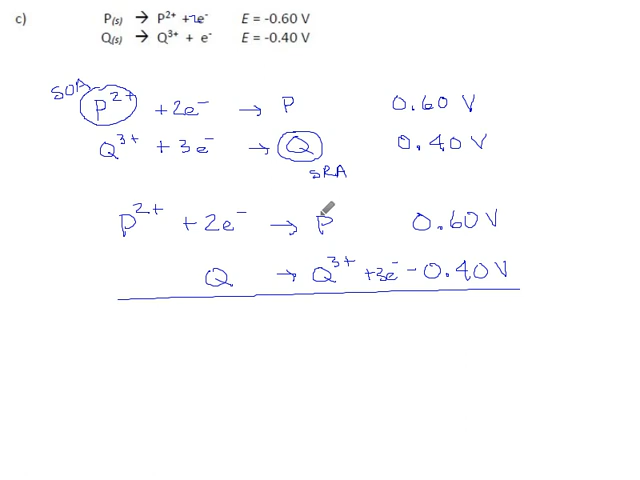 c) P(s) → P²⁺ + 2e⁻ E = -0.60 V
Q(s) → Q³⁺ + e⁻ E = -0.40 V
SOA
P²⁺ + 2e⁻ → P 0.60 V
Q³⁺ + 3e⁻ → Q 0.40 V
SRA
P²⁺ + 2e⁻ → P 0.60 V
Q → Q³⁺ + 3e⁻ - 0.40 V